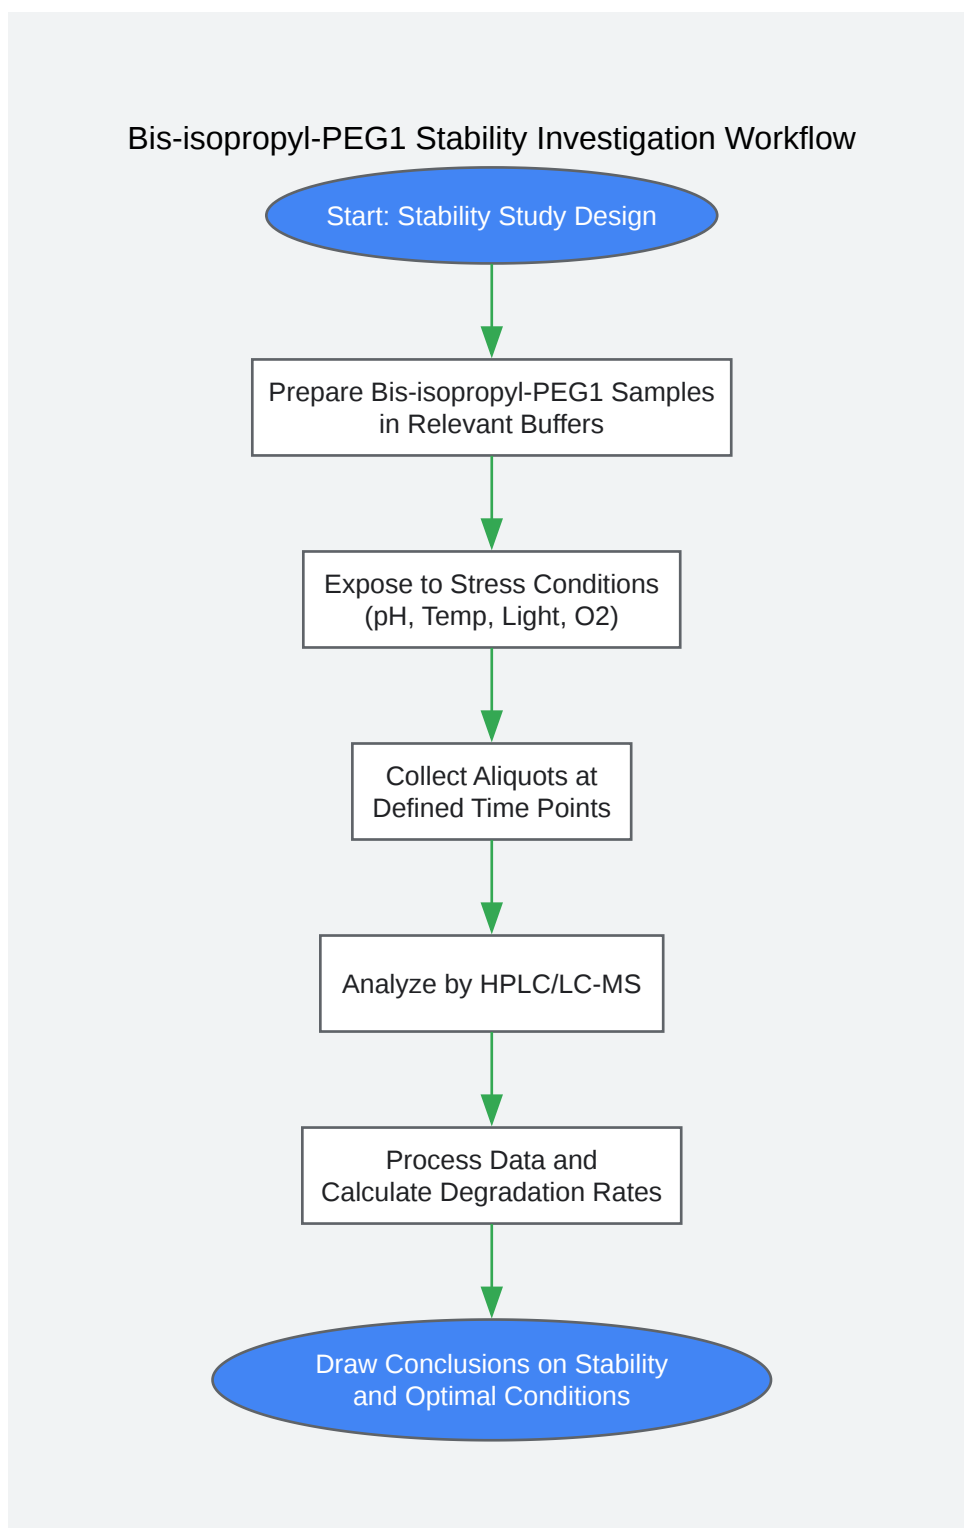 Bis-isopropyl-PEG1 Stability Investigation Workflow
Start: Stability Study Design
Prepare Bis-isopropyl-PEG1 Samples
in Relevant Buffers
Expose to Stress Conditions
(pH, Temp, Light, O2)
Collect Aliquots at
Defined Time Points
Analyze by HPLC/LC-MS
Process Data and
Calculate Degradation Rates
Draw Conclusions on Stability
and Optimal Conditions